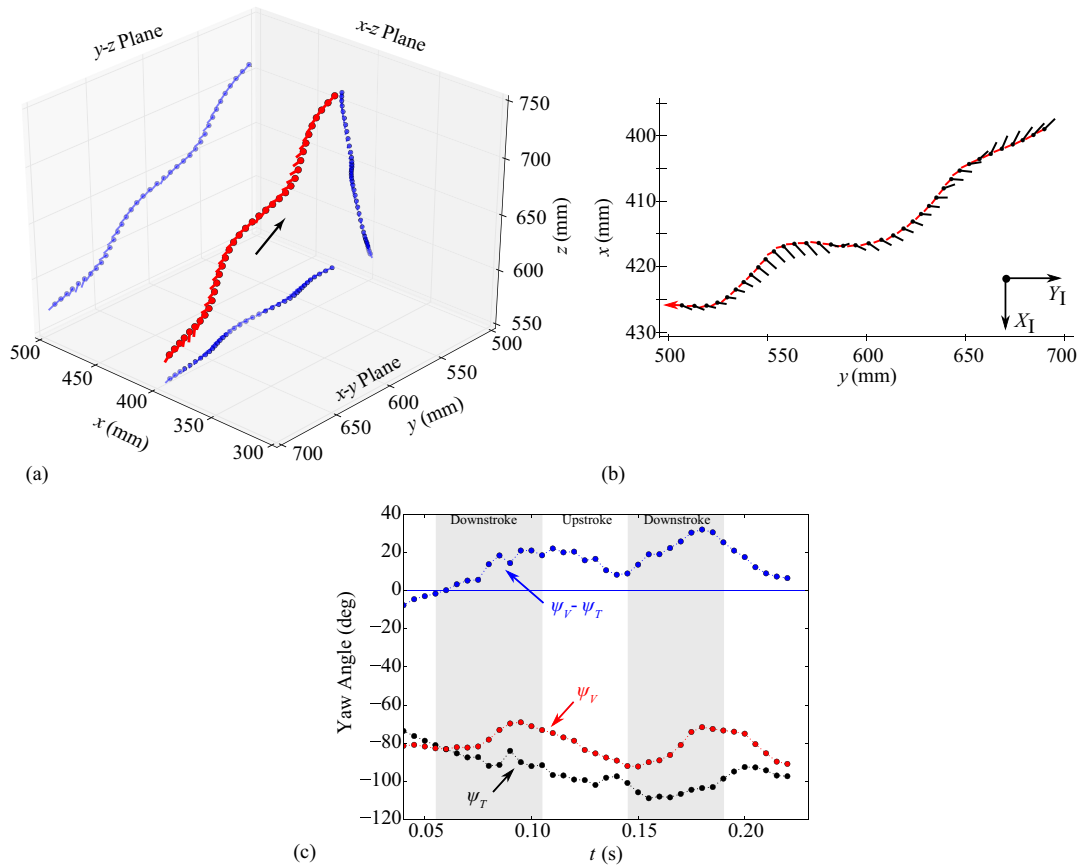 y-z Plane
x-z Plane
x-y Plane
750
700
650
600
550
z (mm)
500
450
400
350
300
x (mm)
700
650
600
550
500
y (mm)
(a)
400
410
420
430
x (mm)
500
550
600
650
700
y (mm)
Y_I
X_I
(b)
Downstroke
Upstroke
Downstroke
40
20
0
−20
−40
−60
−80
−100
−120
Yaw Angle (deg)
ψ_V - ψ_T
ψ_V
ψ_T
0.05
0.10
0.15
0.20
t (s)
(c)